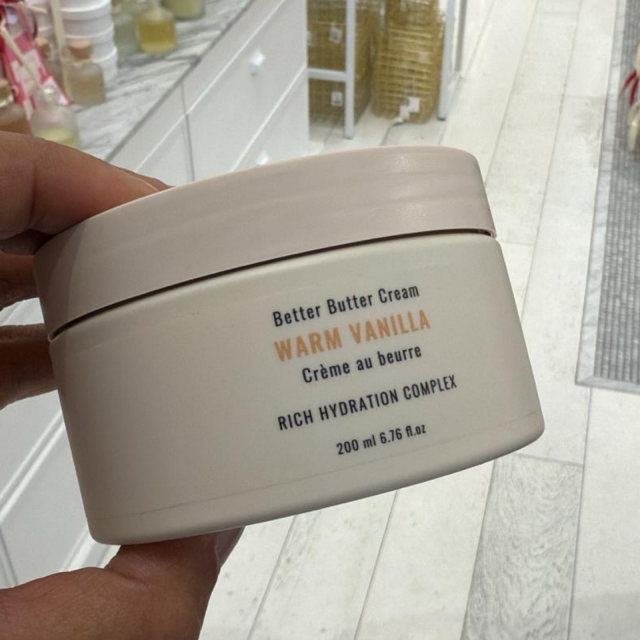 Better Butter Cream
WARM VANILLA
Crème au beurre
RICH HYDRATION COMPLEX
200 ml 6.76 fl.oz